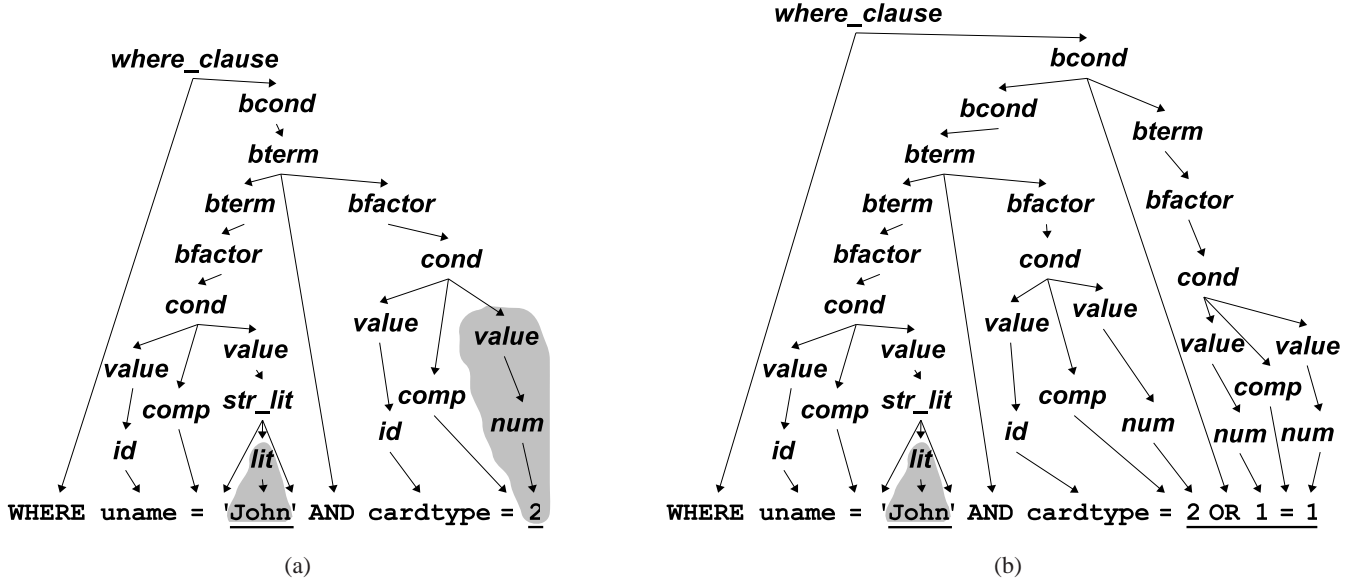 where_clause
bcond
bterm
bterm bfactor
bfactor cond
cond
value value
value value
comp comp
str_lit
id id num
lit
WHERE uname = 'John' AND cardtype = 2
(a)
where_clause
bcond
bcond bterm
bterm
bterm bfactor bfactor
bfactor cond cond
cond
value value value value value value
comp str_lit comp comp
id lit id num num num
WHERE uname = 'John' AND cardtype = 2 OR 1 = 1
(b)